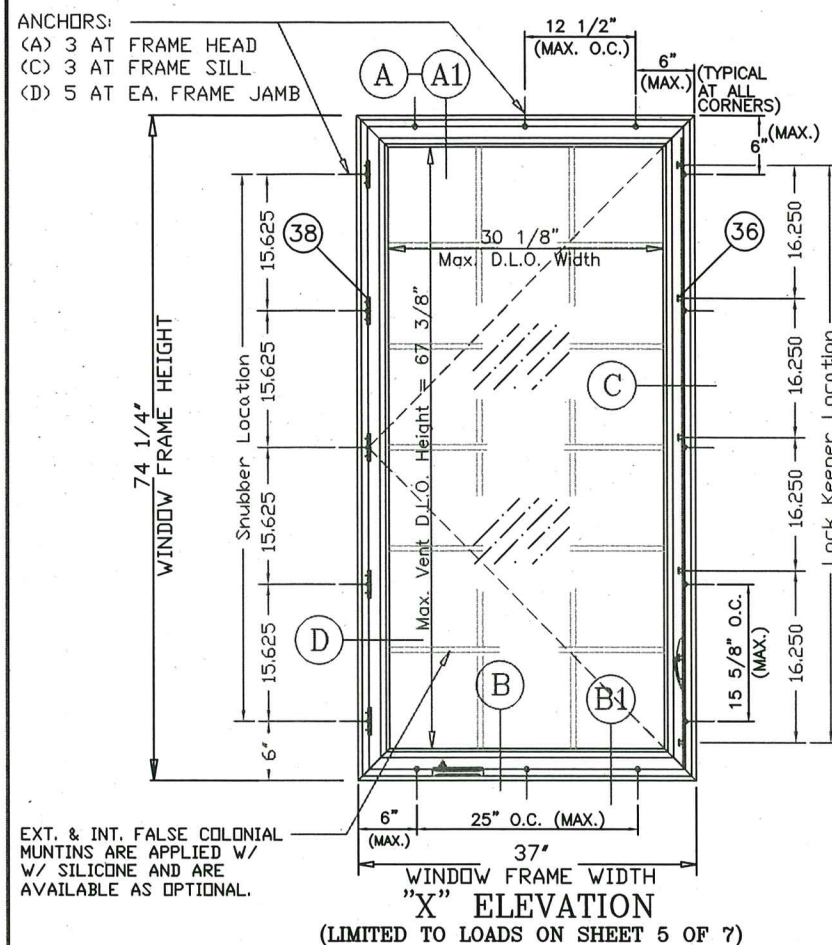 ANCHORS:
(A) 3 AT FRAME HEAD
(C) 3 AT FRAME SILL
(D) 5 AT EA. FRAME JAMB
12 1/2"
(MAX. O.C.)
6"
(MAX.)
(TYPICAL
AT ALL
CORNERS)
6"
(MAX.)
A
A1
38
36
30 1/8"
Max. D.L.O. Width
Max. Vent D.L.O. Height = 67 3/8"
74 1/4"
WINDOW FRAME HEIGHT
Snubber Location
15.625
15.625
15.625
15.625
6"
16.250
16.250
16.250
16.250
Lock Keeper Location
15 5/8" O.C.
(MAX.)
C
D
B
B1
EXT. & INT. FALSE COLONIAL
MUNTINS ARE APPLIED W/
W/ SILICONE AND ARE
AVAILABLE AS OPTIONAL.
6"
(MAX.)
25" O.C. (MAX.)
37"
WINDOW FRAME WIDTH
"X" ELEVATION
(LIMITED TO LOADS ON SHEET 5 OF 7)